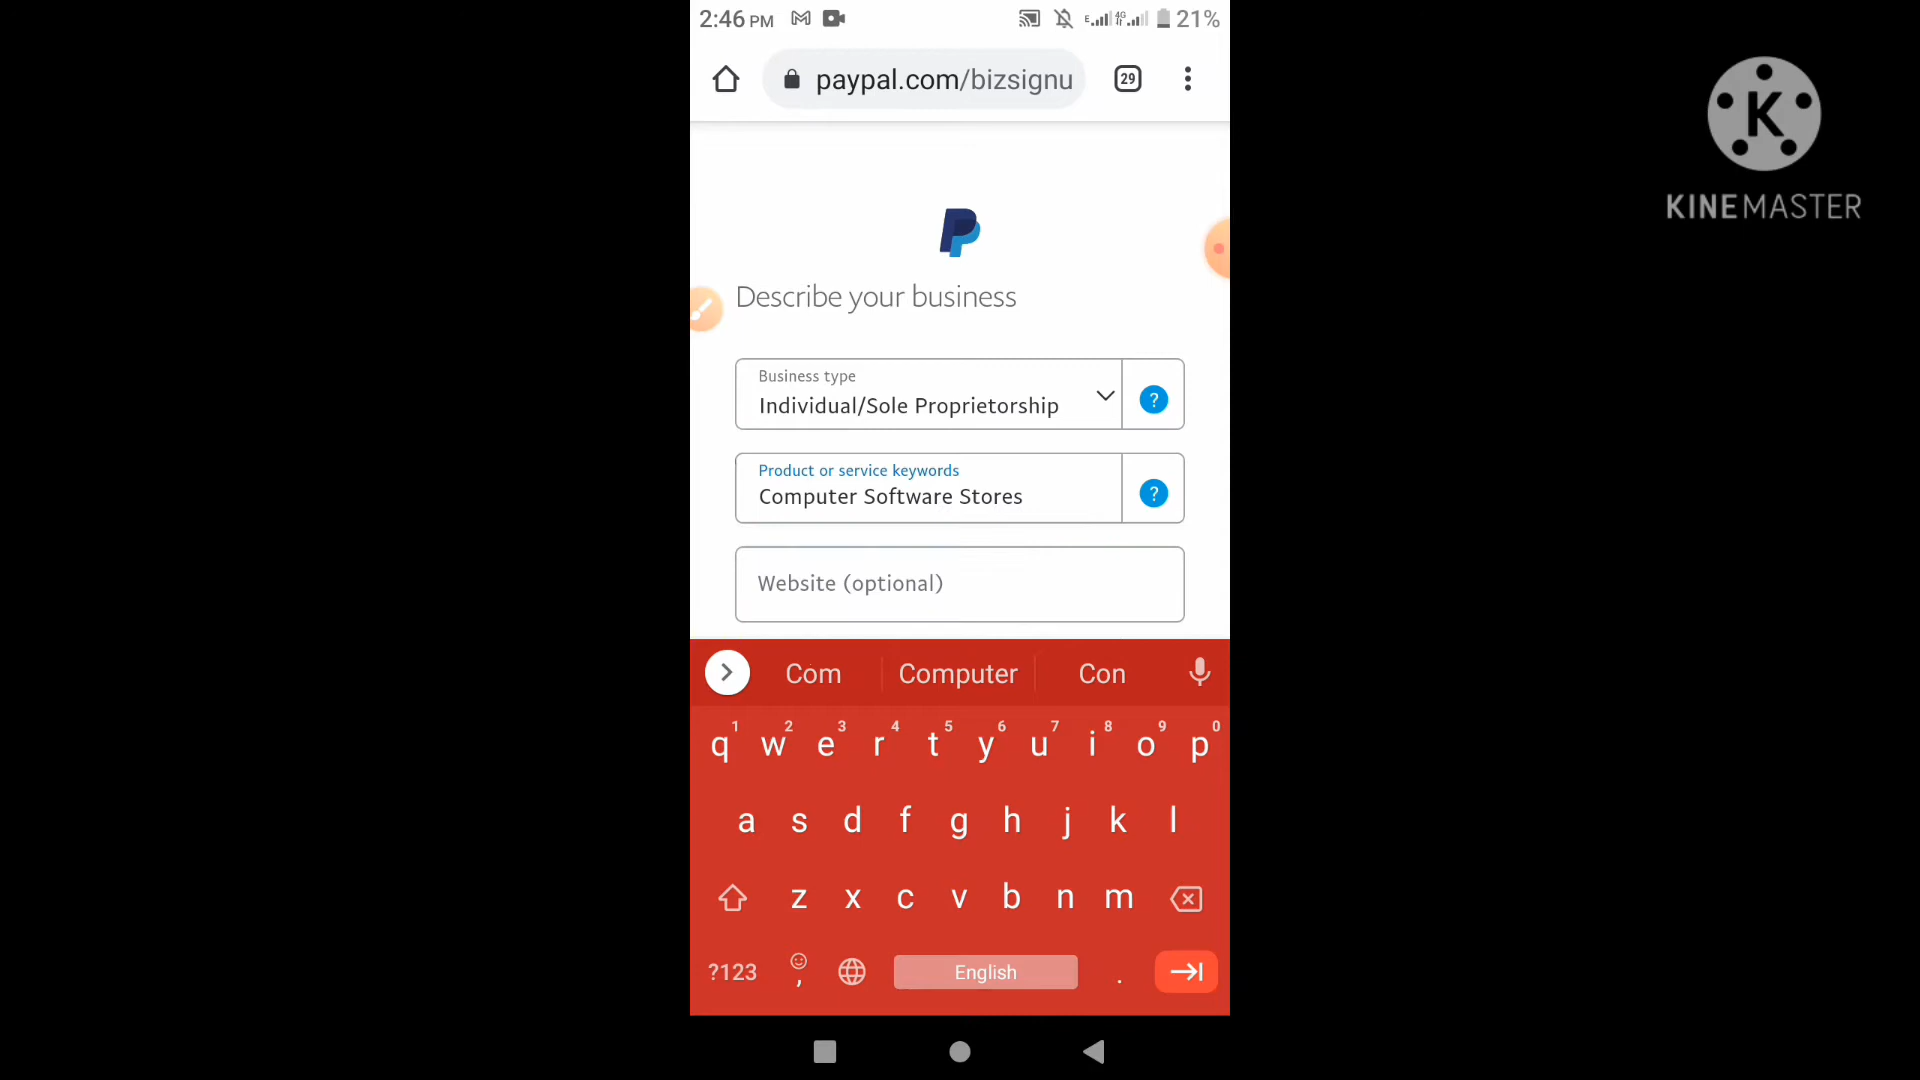 2:46 PM
21%
paypal.com/bizsignu
29
KINEMASTER
Describe your business
Business type
Individual/Sole Proprietorship
?
Product or service keywords
Computer Software Stores
?
Website (optional)
Com Computer Con
1 2 3 4 5 6 7 8 9 0
q w e r t y u i o p
a s d f g h j k l
z x c v b n m
?123 , English .